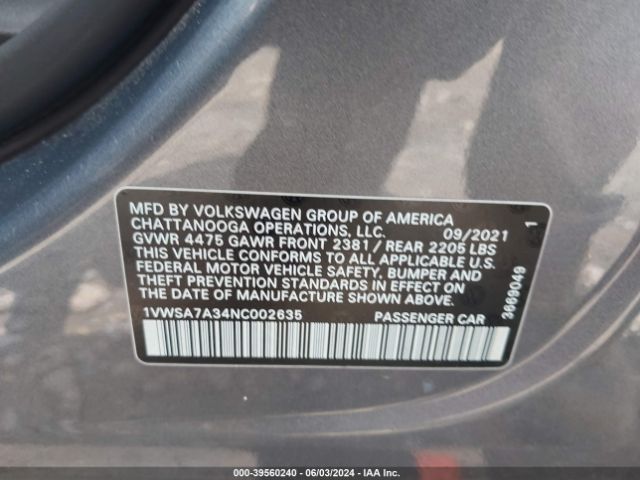 MFD BY VOLKSWAGEN GROUP OF AMERICA
CHATTANOOGA OPERATIONS, LLC. 09/2021
GVWR 4475 GAWR FRONT 2381 / REAR 2205 LBS
THIS VEHICLE CONFORMS TO ALL APPLICABLE U.S.
FEDERAL MOTOR VEHICLE SAFETY, BUMPER AND
THEFT PREVENTION STANDARDS IN EFFECT ON THE
DATE OF MANUFACTURE SHOWN ABOVE.
1VWSA7A34NC002635 PASSENGER CAR
3869049 1
000-39560240 - 06/03/2024 - IAA Inc.